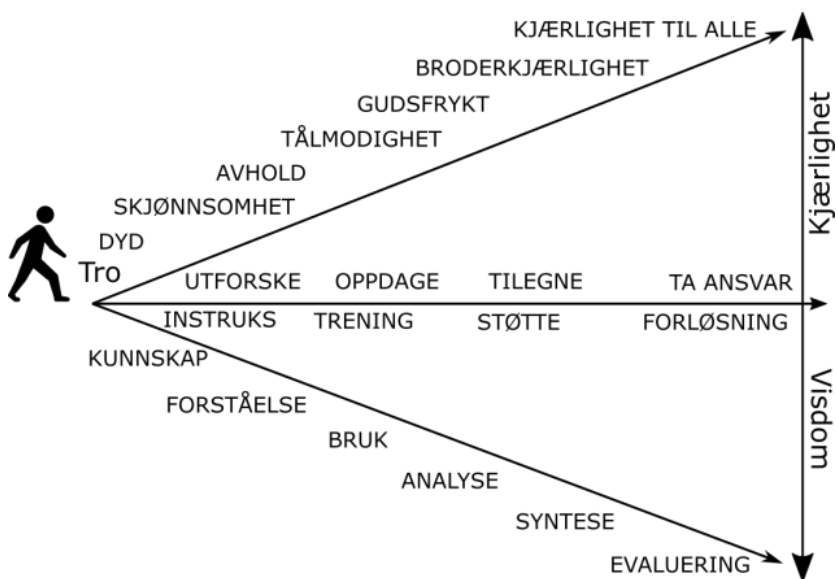 KJÆRLIGHET TIL ALLE
BRODERKJÆRLIGHET
GUDSFRYKT
TÅLMODIGHET
AVHOLD
SKJØNNSOMHET
DYD
Tro
Kjærlighet
UTFORSKE OPPDAGE TILEGNE TA ANSVAR
INSTRUKS TRENING STØTTE FORLØSNING
KUNNSKAP
FORSTÅELSE
BRUK
ANALYSE
SYNTESE
EVALUERING
Visdom